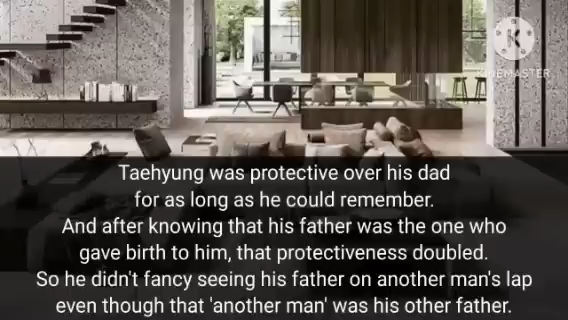 KINEMASTER
Taehyung was protective over his dad
for as long as he could remember.
And after knowing that his father was the one who
gave birth to him, that protectiveness doubled.
So he didn't fancy seeing his father on another man's lap
even though that 'another man' was his other father.